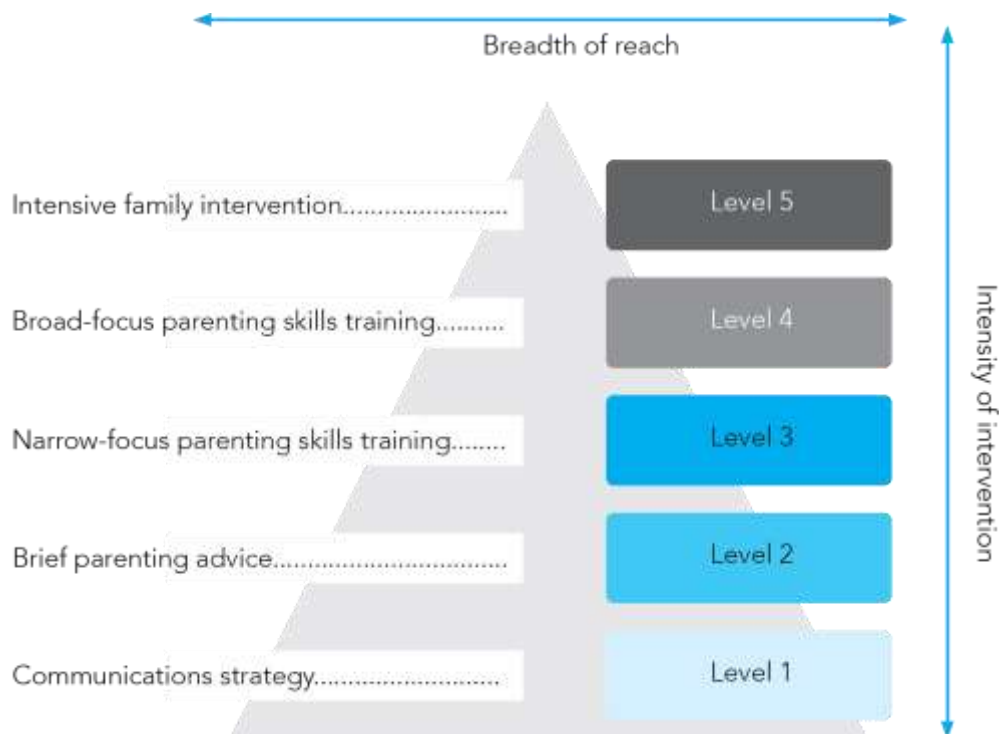 Breadth of reach
Intensive family intervention........................ Level 5
Broad-focus parenting skills training.......... Level 4
Narrow-focus parenting skills training........ Level 3
Brief parenting advice.................................. Level 2
Communications strategy........................... Level 1
Intensity of intervention